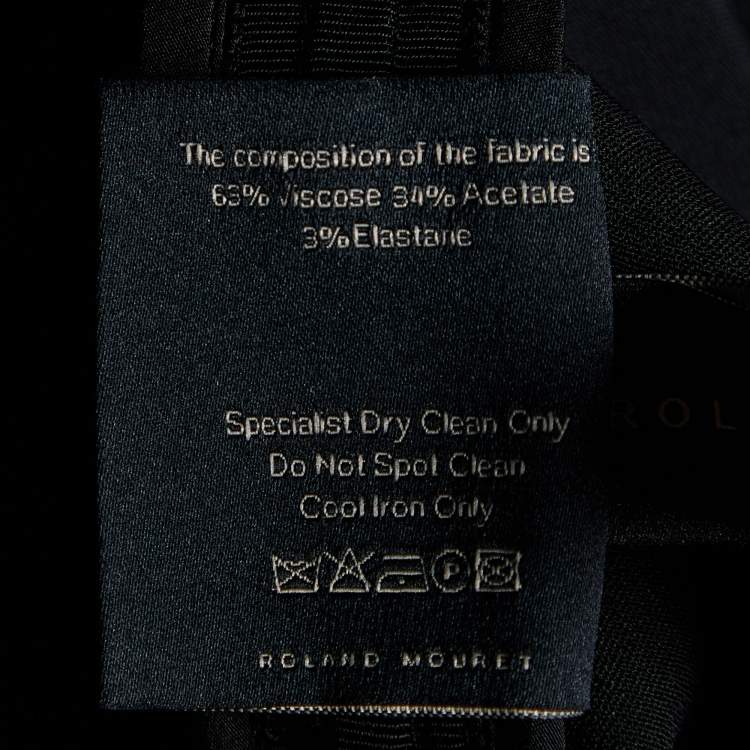 The composition of the fabric is
63% Viscose 34% Acetate
3% Elastane
Specialist Dry Clean Only
Do Not Spot Clean
Cool Iron Only
P
ROLAND MOURET
ROL